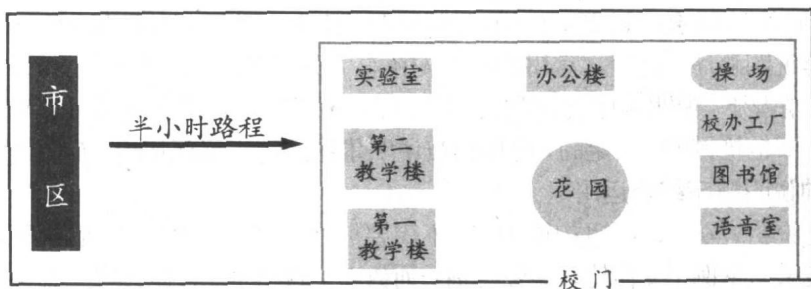 市区
半小时路程
实验室
办公楼
操场
第二
教学楼
校办工厂
花园
图书馆
第一
教学楼
语音室
校门